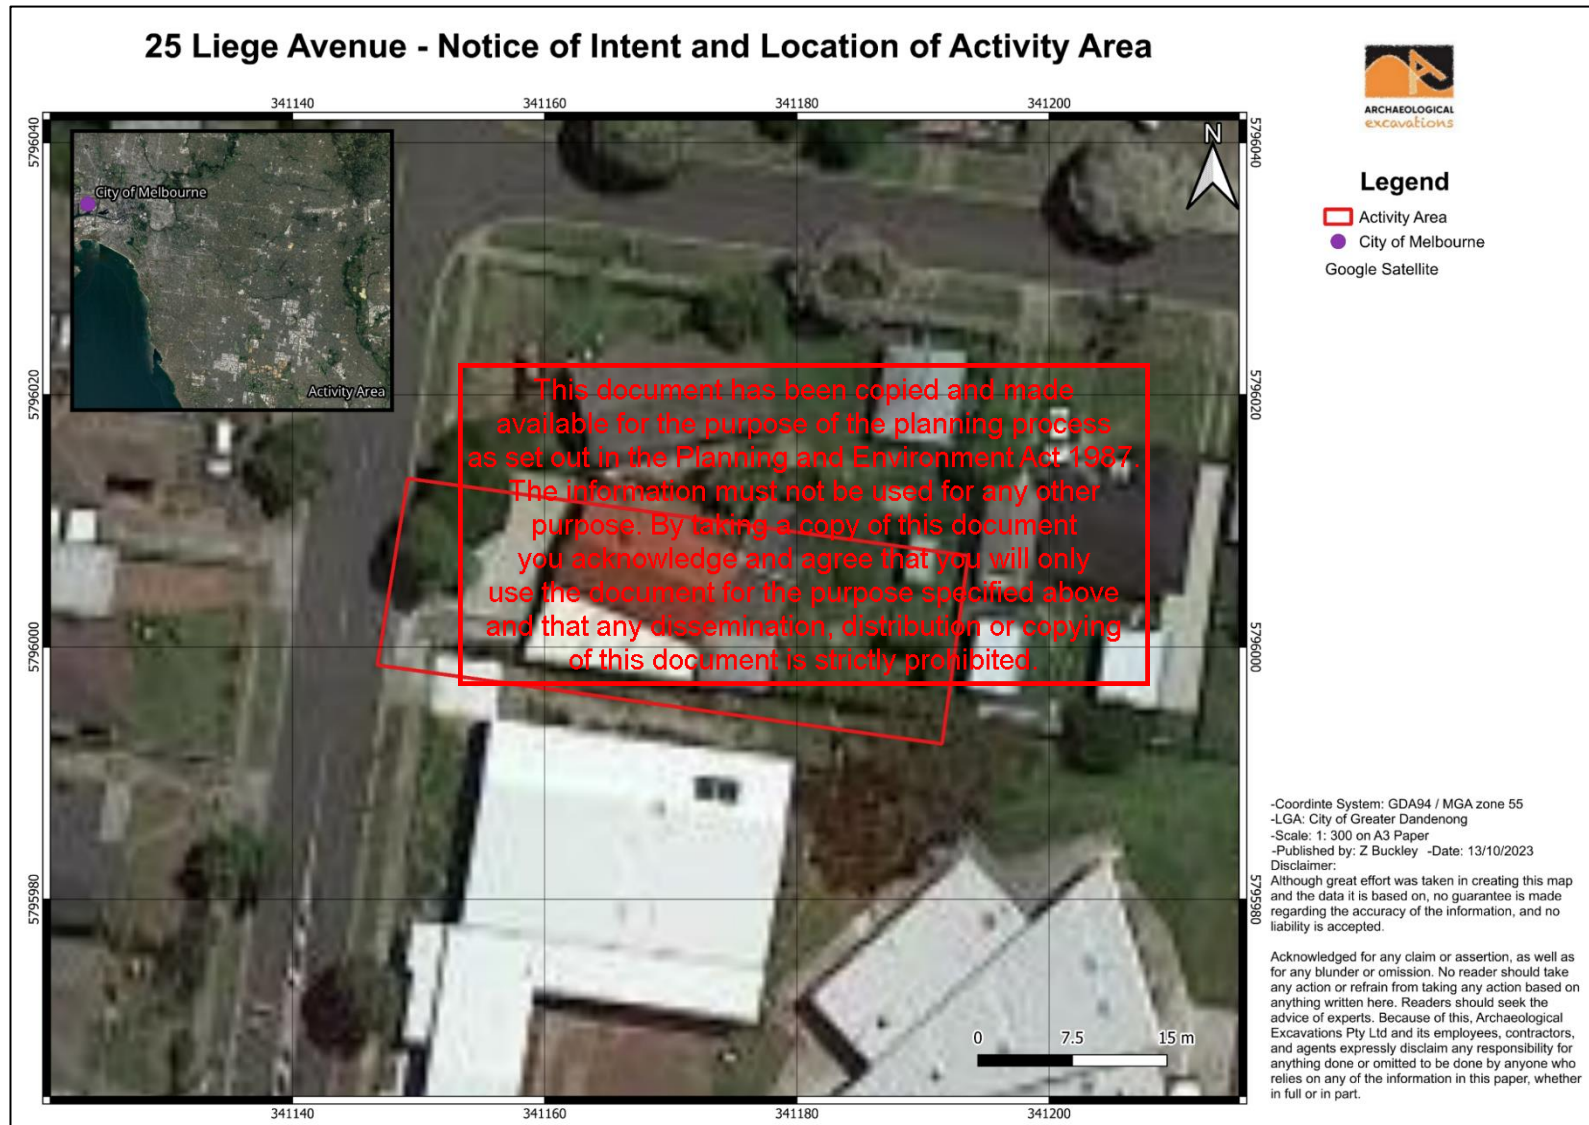 25 Liege Avenue - Notice of Intent and Location of Activity Area
ARCHAEOLOGICAL
excavations
Legend
Activity Area
City of Melbourne
Google Satellite
341140 341160 341180 341200
5796040
5796020
5796000
5795980
5796040
5796020
5796000
5795980
N
City of Melbourne
Activity Area
This document has been copied and made
available for the purpose of the planning process
as set out in the Planning and Environment Act 1987.
The information must not be used for any other
purpose. By taking a copy of this document
you acknowledge and agree that you will only
use the document for the purpose specified above
and that any dissemination, distribution or copying
of this document is strictly prohibited.
0 7.5 15 m
341140 341160 341180 341200
-Coordinte System: GDA94 / MGA zone 55
-LGA: City of Greater Dandenong
-Scale: 1: 300 on A3 Paper
-Published by: Z Buckley -Date: 13/10/2023
Disclaimer:
Although great effort was taken in creating this map
and the data it is based on, no guarantee is made
regarding the accuracy of the information, and no
liability is accepted.
Acknowledged for any claim or assertion, as well as
for any blunder or omission. No reader should take
any action or refrain from taking any action based on
anything written here. Readers should seek the
advice of experts. Because of this, Archaeological
Excavations Pty Ltd and its employees, contractors,
and agents expressly disclaim any responsibility for
anything done or omitted to be done by anyone who
relies on any of the information in this paper, whether
in full or in part.